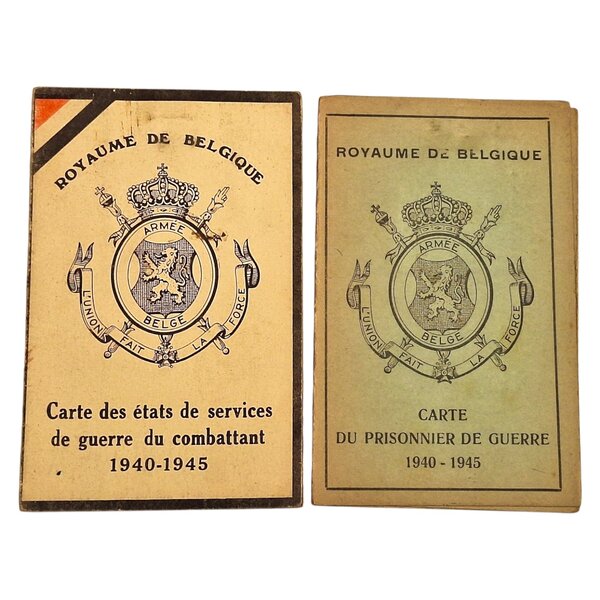 ROYAUME DE BELGIQUE
ARMÉE
BELGE
L'UNION FAIT LA FORCE
Carte des états de services
de guerre du combattant
1940-1945
ROYAUME DE BELGIQUE
ARMÉE
BELGE
L'UNION FAIT LA FORCE
CARTE
DU PRISONNIER DE GUERRE
1940 - 1945